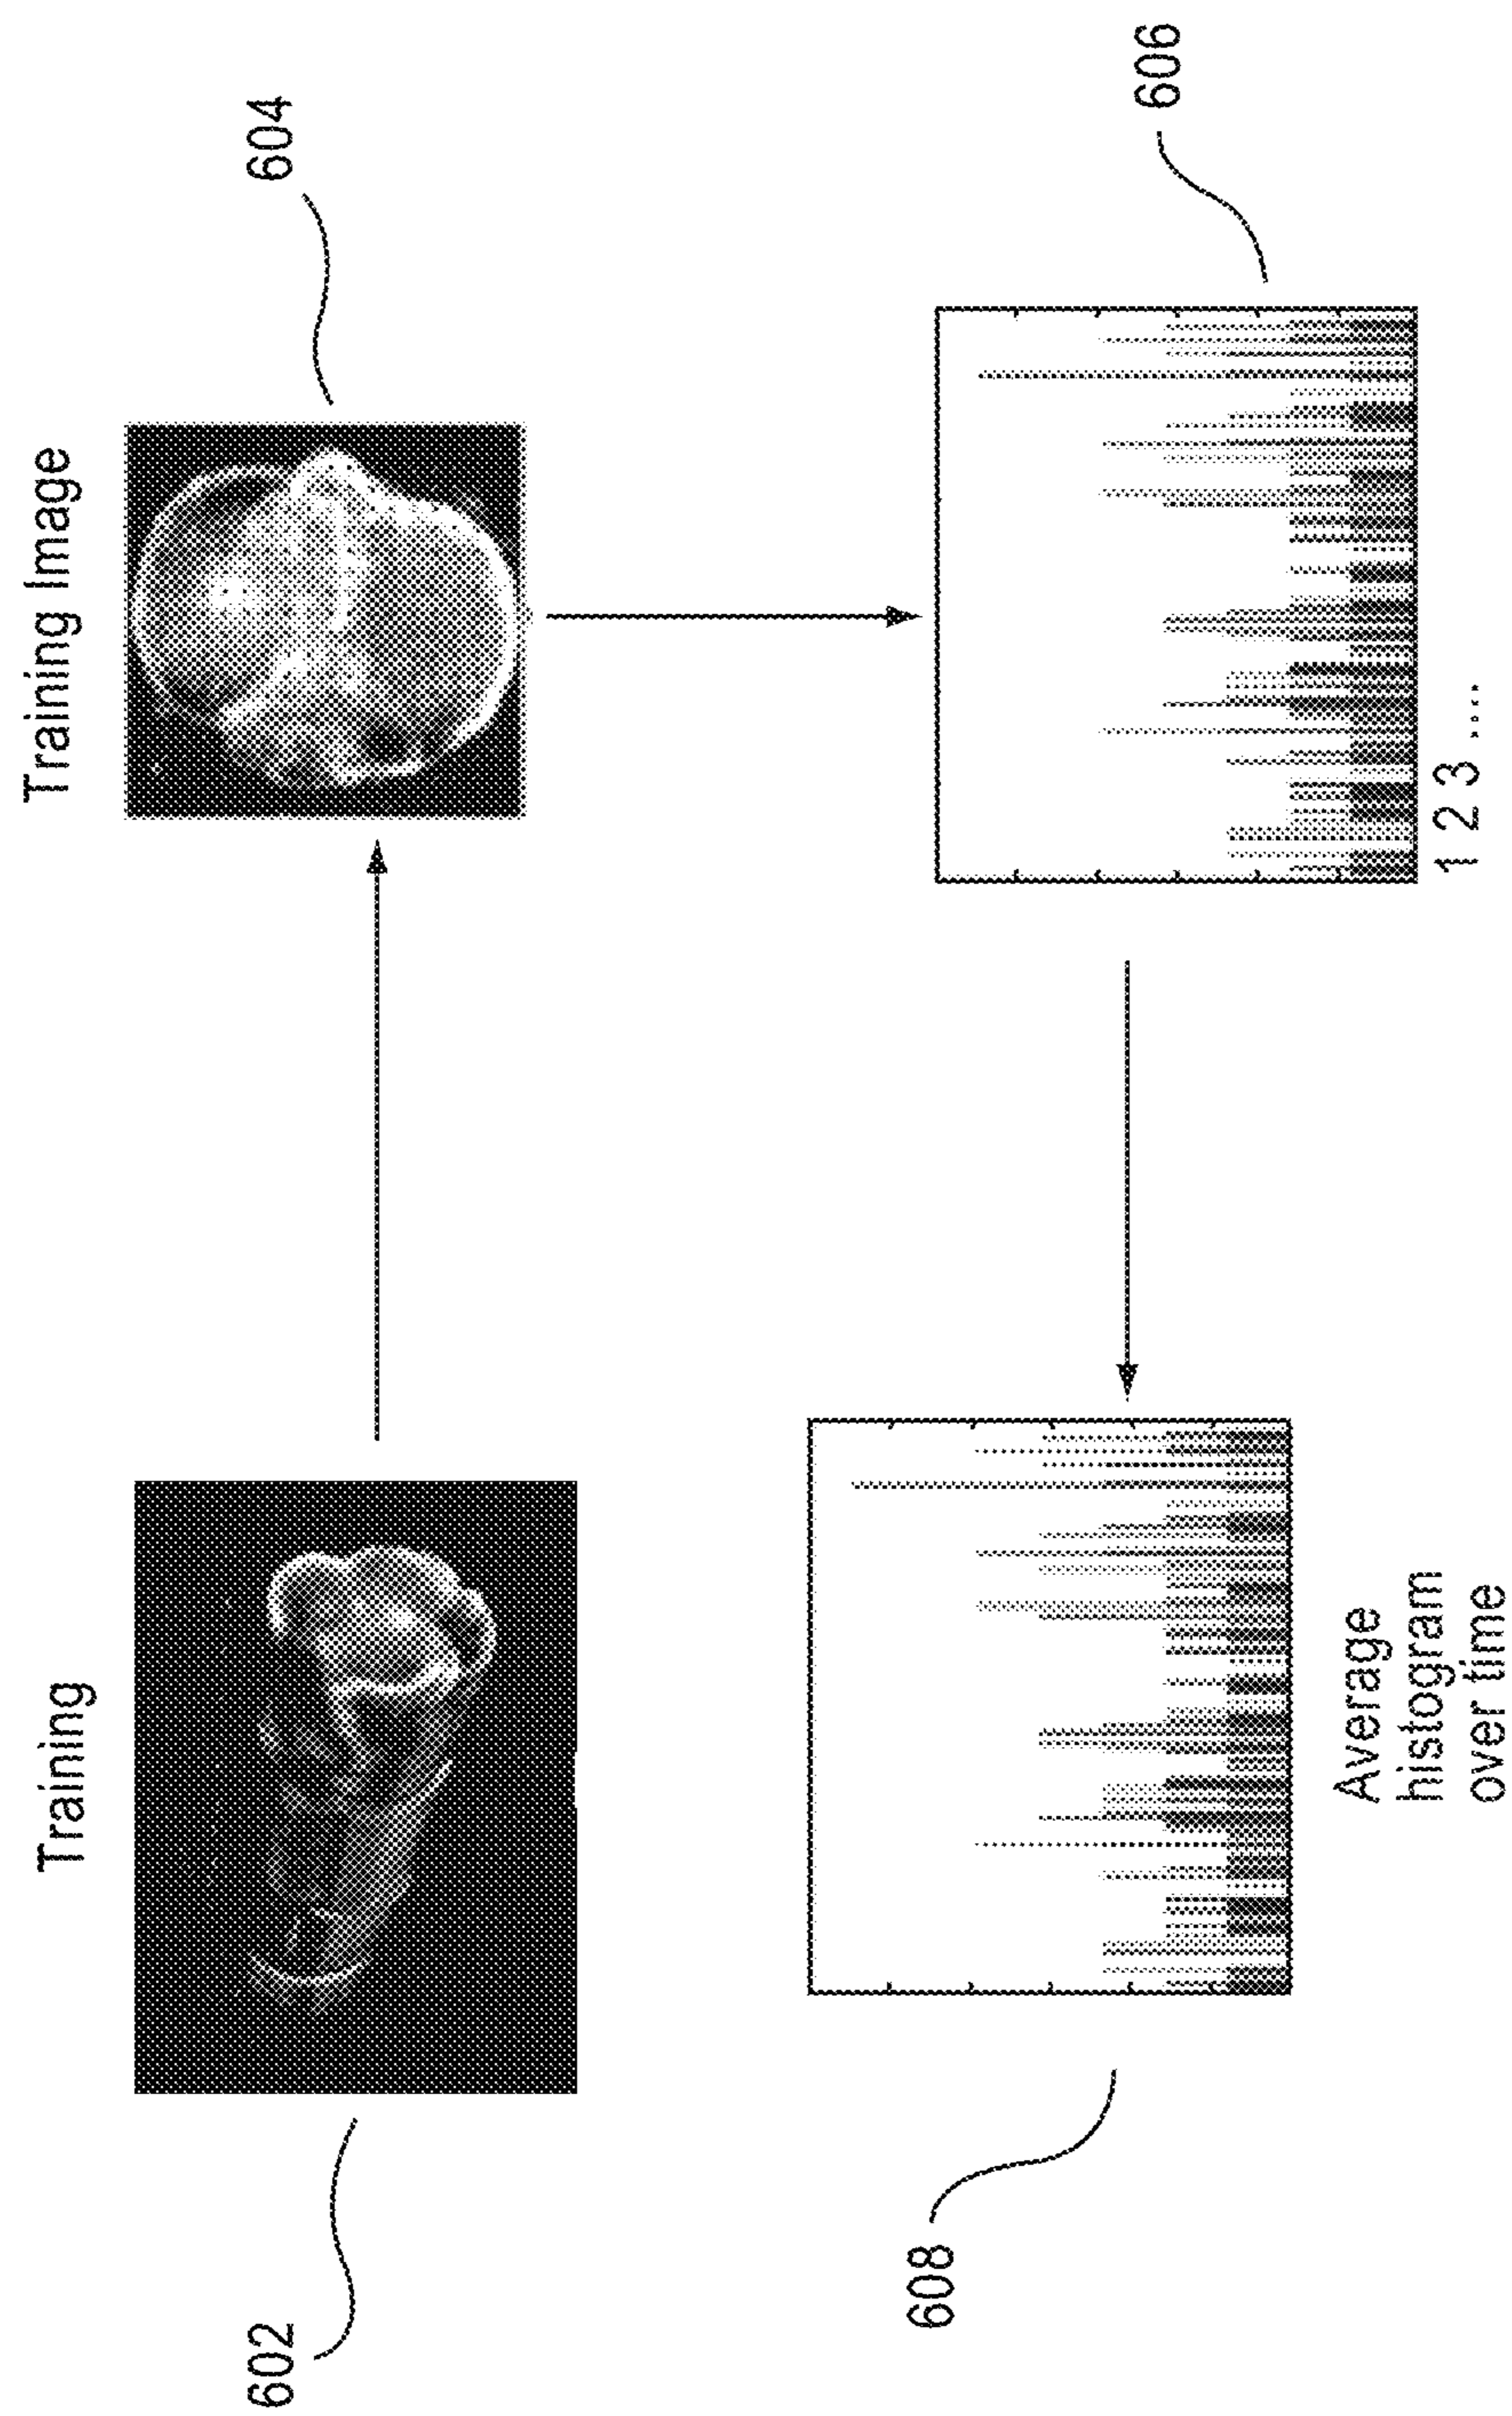 Training
Training Image
602
604
608
606
1 2 3 ....
Average
histogram
over time